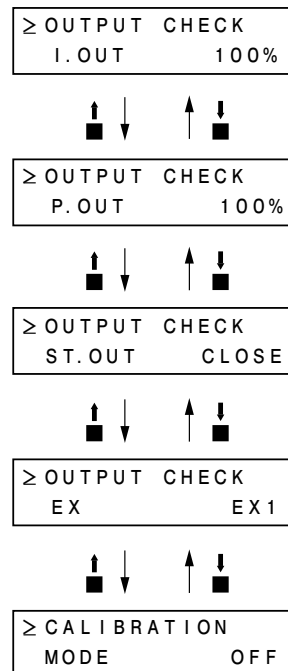 ≥OUTPUT CHECK
I.OUT 100%
≥OUTPUT CHECK
P.OUT 100%
≥OUTPUT CHECK
ST.OUT CLOSE
≥OUTPUT CHECK
EX EX1
≥CALIBRATION
MODE OFF